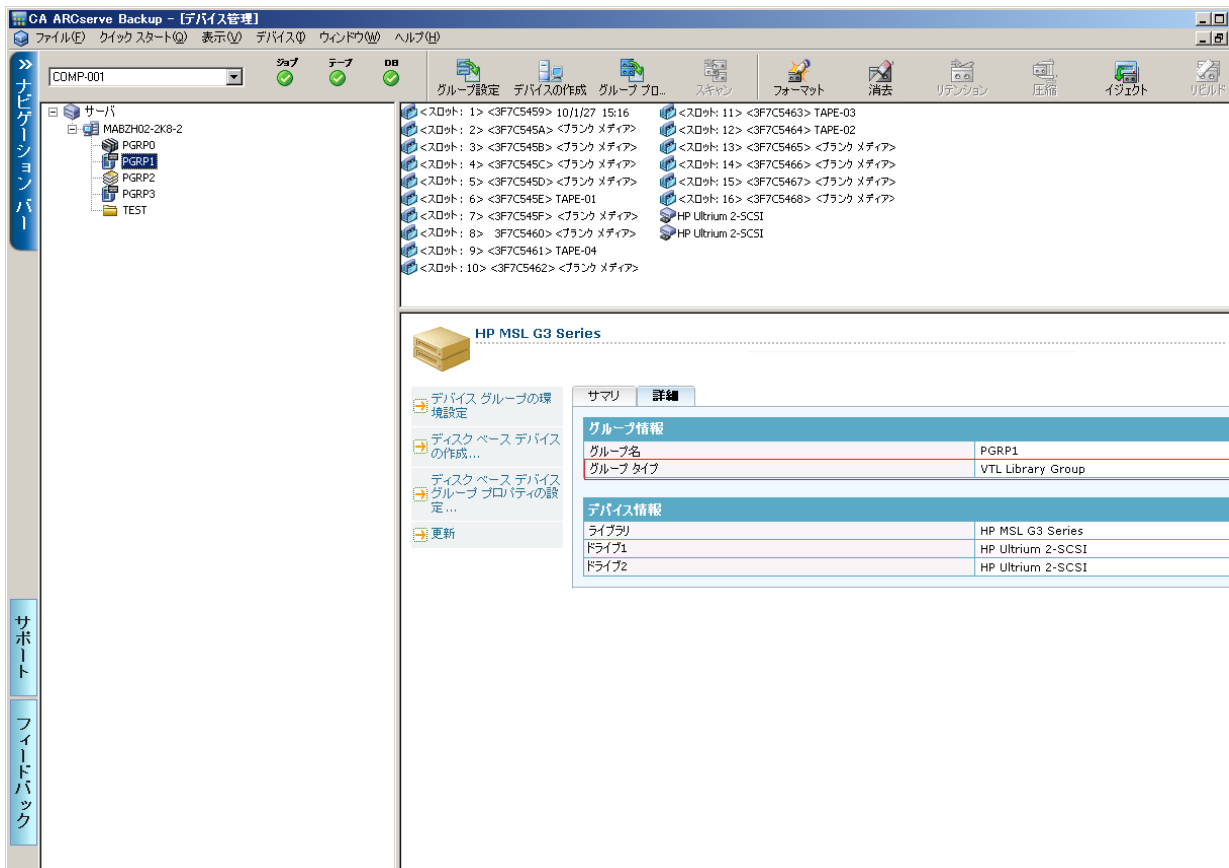 CA ARCserve Backup - [デバイス管理]
ファイル(F) クイック スタート(Q) 表示(V) デバイス(I) ウィンドウ(W) ヘルプ(H)
ナビゲーション バー
COMP-001
ジョブ テープ DB
グループ設定 デバイスの作成 グループ プロ... スキャン フォーマット 消去 リテンション 圧縮 イジェクト リビルド
サーバ
MABZH02-2K8-2
PGRP0
PGRP1
PGRP2
PGRP3
TEST
<スロット: 1> <3F7C5459> 10/1/27 15:16
<スロット: 2> <3F7C545A> <ブランク メディア>
<スロット: 3> <3F7C545B> <ブランク メディア>
<スロット: 4> <3F7C545C> <ブランク メディア>
<スロット: 5> <3F7C545D> <ブランク メディア>
<スロット: 6> <3F7C545E> TAPE-01
<スロット: 7> <3F7C545F> <ブランク メディア>
<スロット: 8> 3F7C5460> <ブランク メディア>
<スロット: 9> <3F7C5461> TAPE-04
<スロット: 10> <3F7C5462> <ブランク メディア>
<スロット: 11> <3F7C5463> TAPE-03
<スロット: 12> <3F7C5464> TAPE-02
<スロット: 13> <3F7C5465> <ブランク メディア>
<スロット: 14> <3F7C5466> <ブランク メディア>
<スロット: 15> <3F7C5467> <ブランク メディア>
<スロット: 16> <3F7C5468> <ブランク メディア>
HP Ultrium 2-SCSI
HP Ultrium 2-SCSI
HP MSL G3 Series
デバイス グループの環
境設定
ディスク ベース デバイス
の作成...
ディスク ベース デバイス
グループ プロパティの設
定...
更新
サマリ 詳細
グループ情報
グループ名 PGRP1
グループ タイプ VTL Library Group
デバイス情報
ライブラリ HP MSL G3 Series
ドライブ1 HP Ultrium 2-SCSI
ドライブ2 HP Ultrium 2-SCSI
サポート
フィードバック